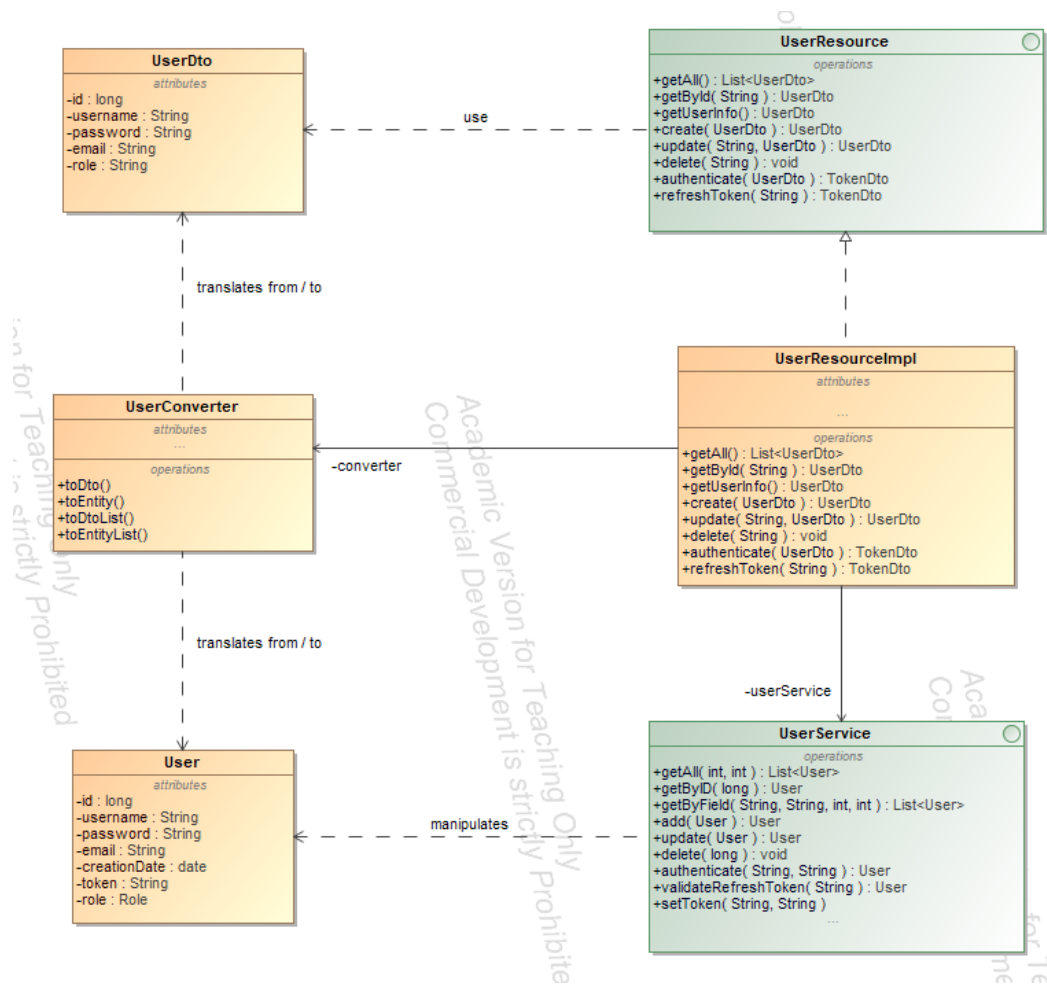 UserDto
attributes
-id : long
-username : String
-password : String
-email : String
-role : String
UserResource
operations
+getAll() : List<UserDto>
+getById( String ) : UserDto
+getUserInfo() : UserDto
+create( UserDto ) : UserDto
+update( String, UserDto ) : UserDto
+delete( String ) : void
+authenticate( UserDto ) : TokenDto
+refreshToken( String ) : TokenDto
use
translates from / to
UserConverter
attributes
...
operations
+toDto()
+toEntity()
+toDtoList()
+toEntityList()
-converter
UserResourceImpl
attributes
...
operations
+getAll() : List<UserDto>
+getById( String ) : UserDto
+getUserInfo() : UserDto
+create( UserDto ) : UserDto
+update( String, UserDto ) : UserDto
+delete( String ) : void
+authenticate( UserDto ) : TokenDto
+refreshToken( String ) : TokenDto
translates from / to
-userService
User
attributes
-id : long
-username : String
-password : String
-email : String
-creationDate : date
-token : String
-role : Role
manipulates
UserService
operations
+getAll( int, int ) : List<User>
+getByID( long ) : User
+getByField( String, String, int, int ) : List<User>
+add( User ) : User
+update( User ) : User
+delete( long ) : void
+authenticate( String, String ) : User
+validateRefreshToken( String ) : User
+setToken( String, String )
...
Academic Version for Teaching Only
Commercial Development is strictly Prohibite
for Teaching Only
is strictly Prohibited